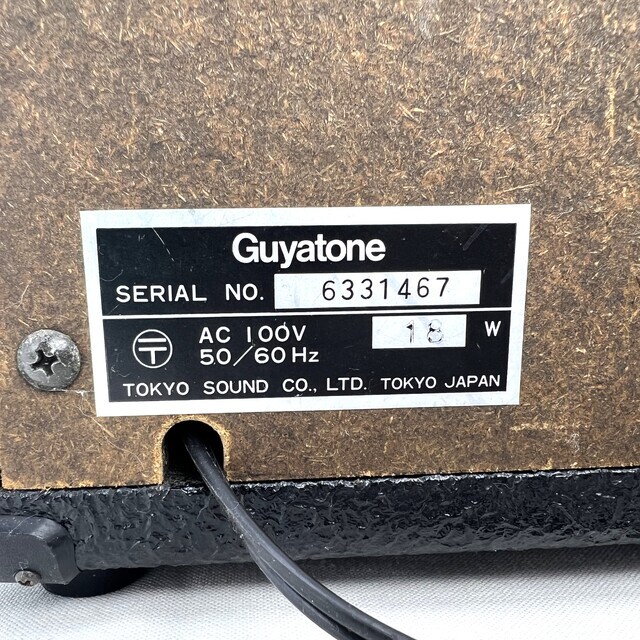 Guyatone
SERIAL NO. 6331467
AC 100V 18 W
50/60Hz
TOKYO SOUND CO., LTD. TOKYO JAPAN